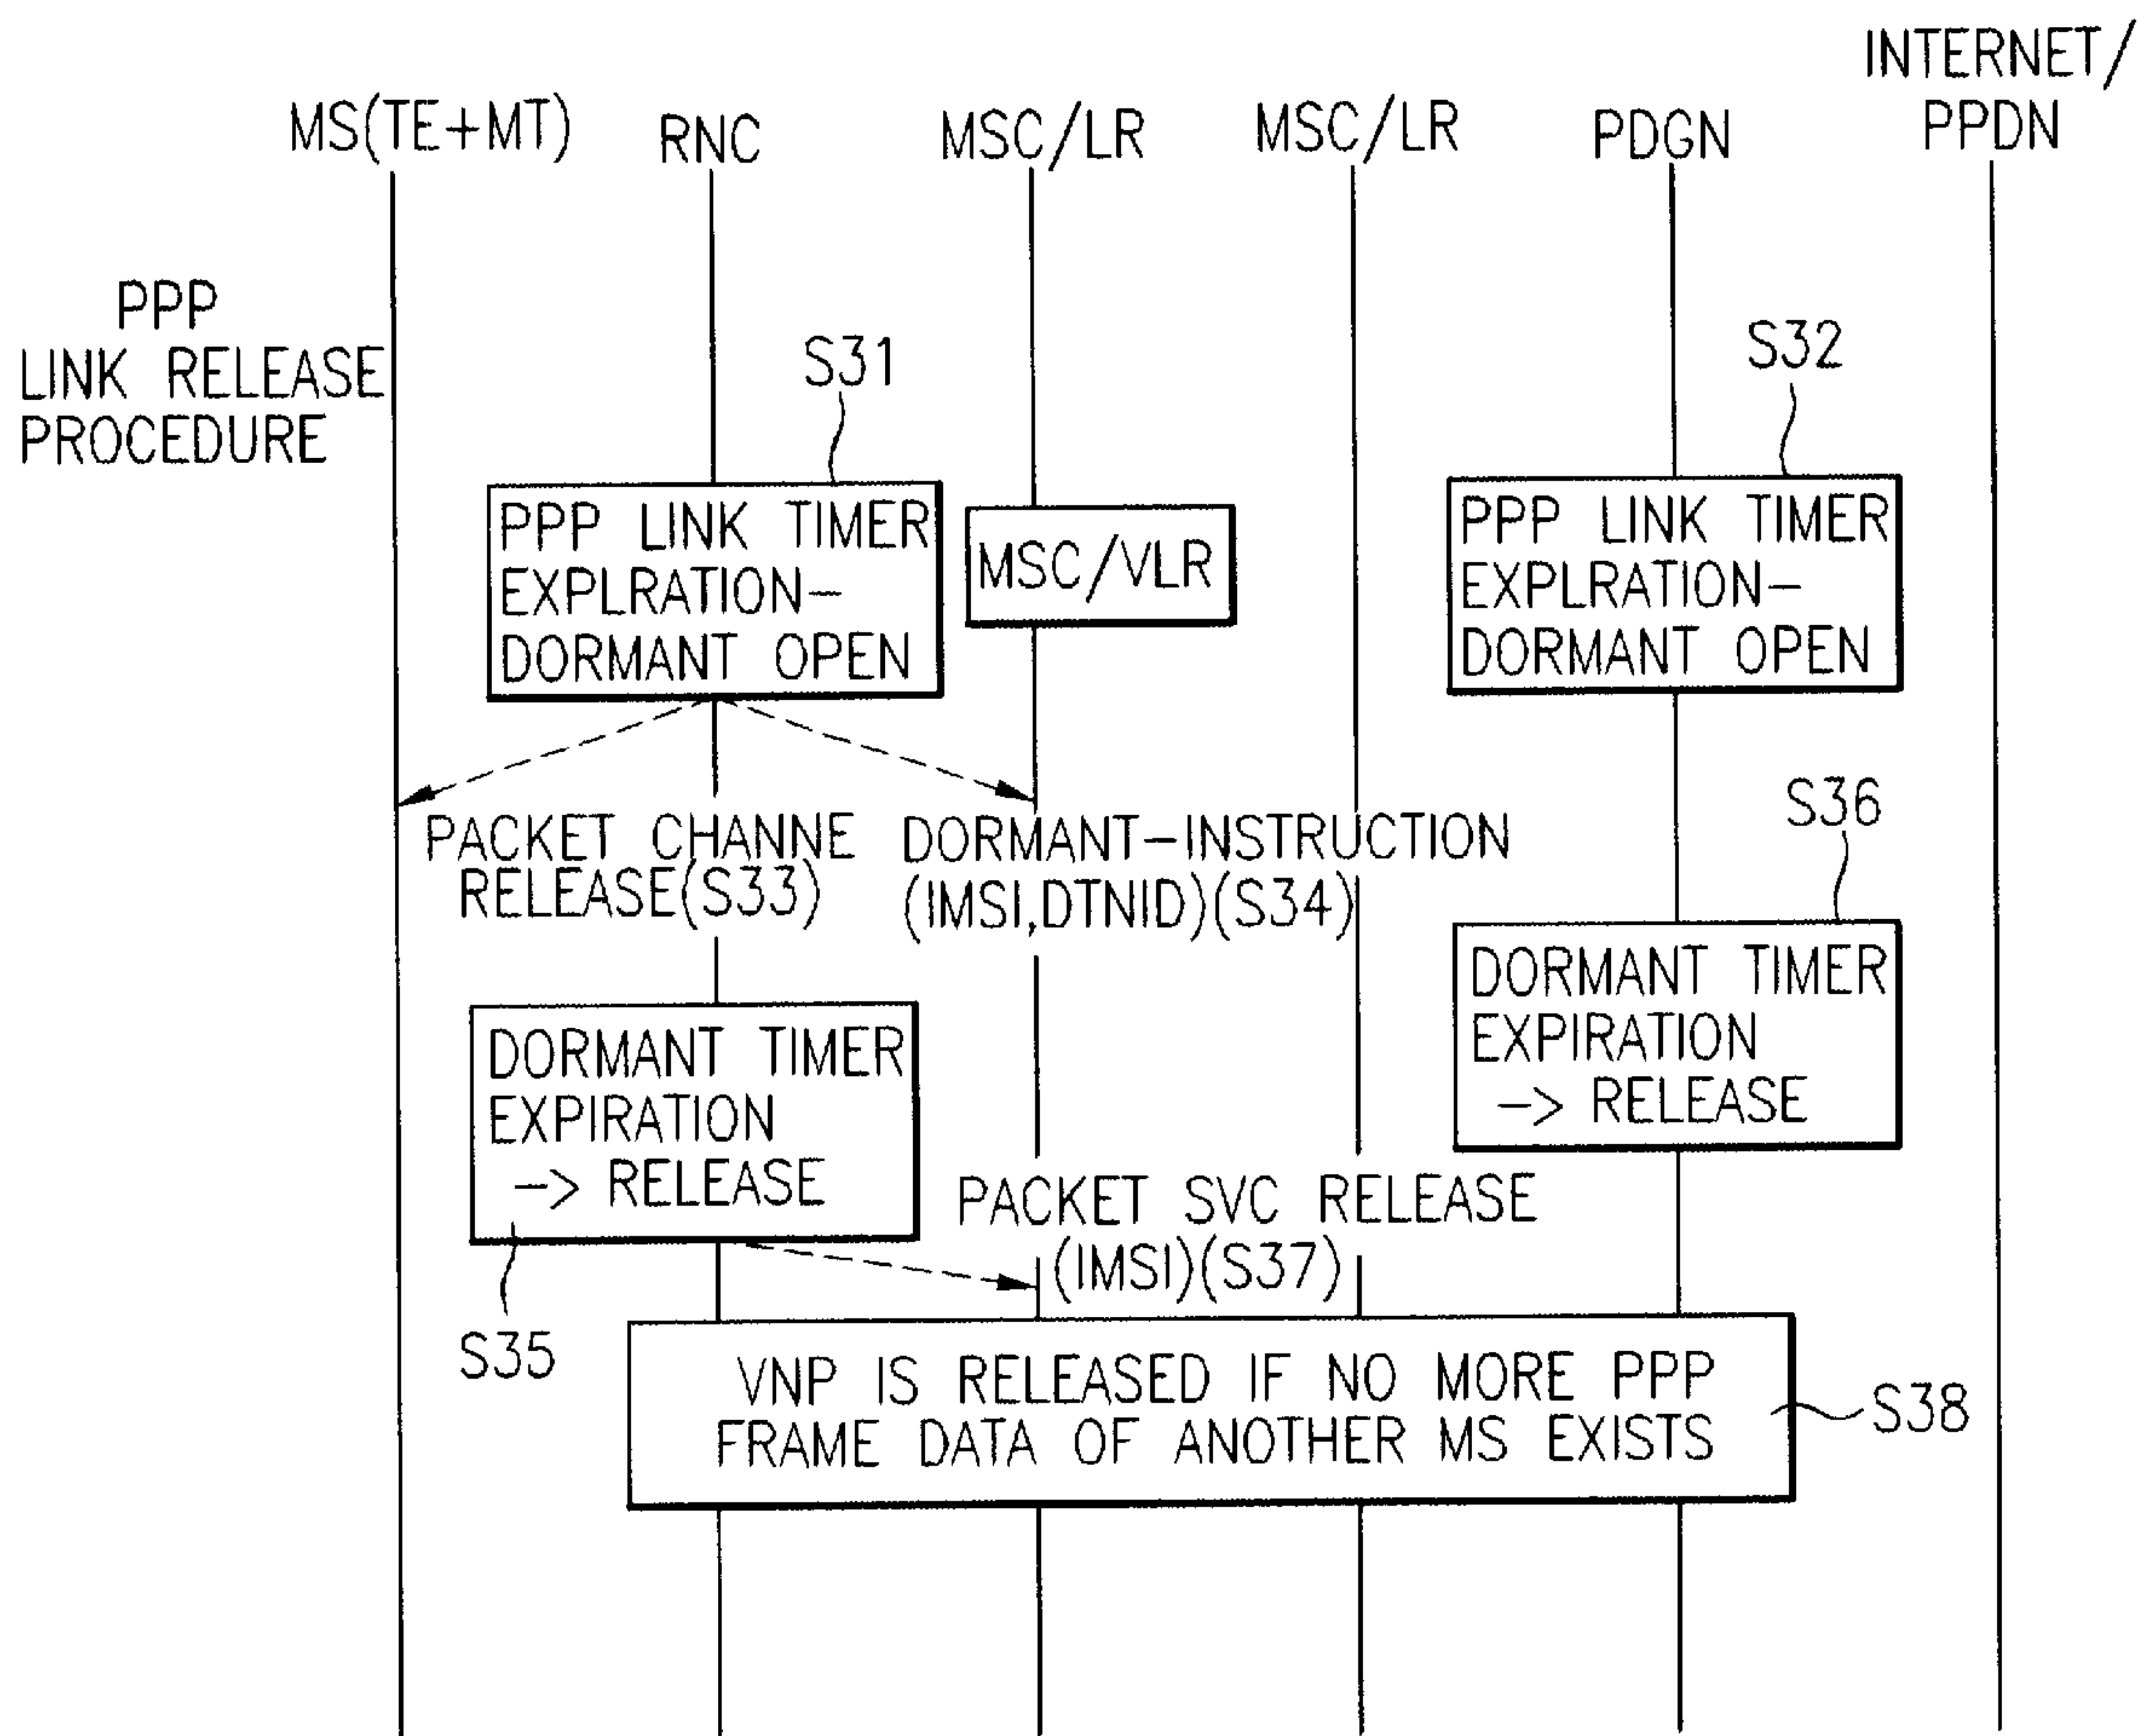 INTERNET/
PPDN
MS(TE+MT)
RNC
MSC/LR
MSC/LR
PDGN
PPP
LINK RELEASE
PROCEDURE
S31
S32
PPP LINK TIMER
EXPLRATION-
DORMANT OPEN
MSC/VLR
PPP LINK TIMER
EXPLRATION-
DORMANT OPEN
PACKET CHANNE
RELEASE(S33)
DORMANT-INSTRUCTION
(IMSI,DTNID)(S34)
S36
DORMANT TIMER
EXPIRATION
-> RELEASE
DORMANT TIMER
EXPIRATION
-> RELEASE
S35
PACKET SVC RELEASE
(IMSI)(S37)
VNP IS RELEASED IF NO MORE PPP
FRAME DATA OF ANOTHER MS EXISTS
S38